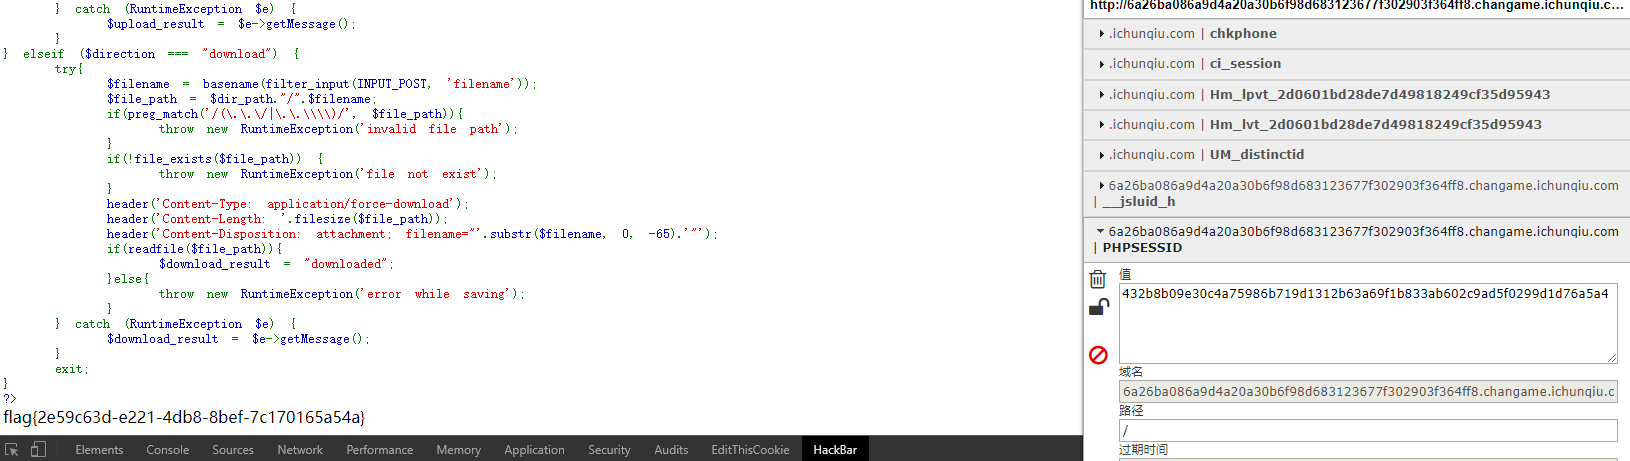 } catch (RuntimeException $e) {
$upload_result = $e->getMessage();
}
} elseif ($direction === "download") {
try{
$filename = basename(filter_input(INPUT_POST, 'filename'));
$file_path = $dir_path."/".$filename;
if(preg_match('/(\.\.\/|\.\.\\\\)/', $file_path)){
throw new RuntimeException('invalid file path');
}
if(!file_exists($file_path)) {
throw new RuntimeException('file not exist');
}
header('Content-Type: application/force-download');
header('Content-Length: '.filesize($file_path));
header('Content-Disposition: attachment; filename="'.substr($filename, 0, -65).'"');
if(readfile($file_path)){
$download_result = "downloaded";
}else{
throw new RuntimeException('error while saving');
}
} catch (RuntimeException $e) {
$download_result = $e->getMessage();
}
exit;
}
?>
flag{2e59c63d-e221-4db8-8bef-7c170165a54a}
Elements Console Sources Network Performance Memory Application Security Audits EditThisCookie HackBar
http://6a26ba086a9d4a20a30b6f98d683123677f302903f364ff8.changame.ichunqiu.c...
.ichunqiu.com | chkphone
.ichunqiu.com | ci_session
.ichunqiu.com | Hm_lpvt_2d0601bd28de7d49818249cf35d95943
.ichunqiu.com | Hm_lvt_2d0601bd28de7d49818249cf35d95943
.ichunqiu.com | UM_distinctid
6a26ba086a9d4a20a30b6f98d683123677f302903f364ff8.changame.ichunqiu.com
| __jsluid_h
6a26ba086a9d4a20a30b6f98d683123677f302903f364ff8.changame.ichunqiu.com
| PHPSESSID
值
432b8b09e30c4a75986b719d1312b63a69f1b833ab602c9ad5f0299d1d76a5a4
域名
6a26ba086a9d4a20a30b6f98d683123677f302903f364ff8.changame.ichunqiu.c
路径
/
过期时间